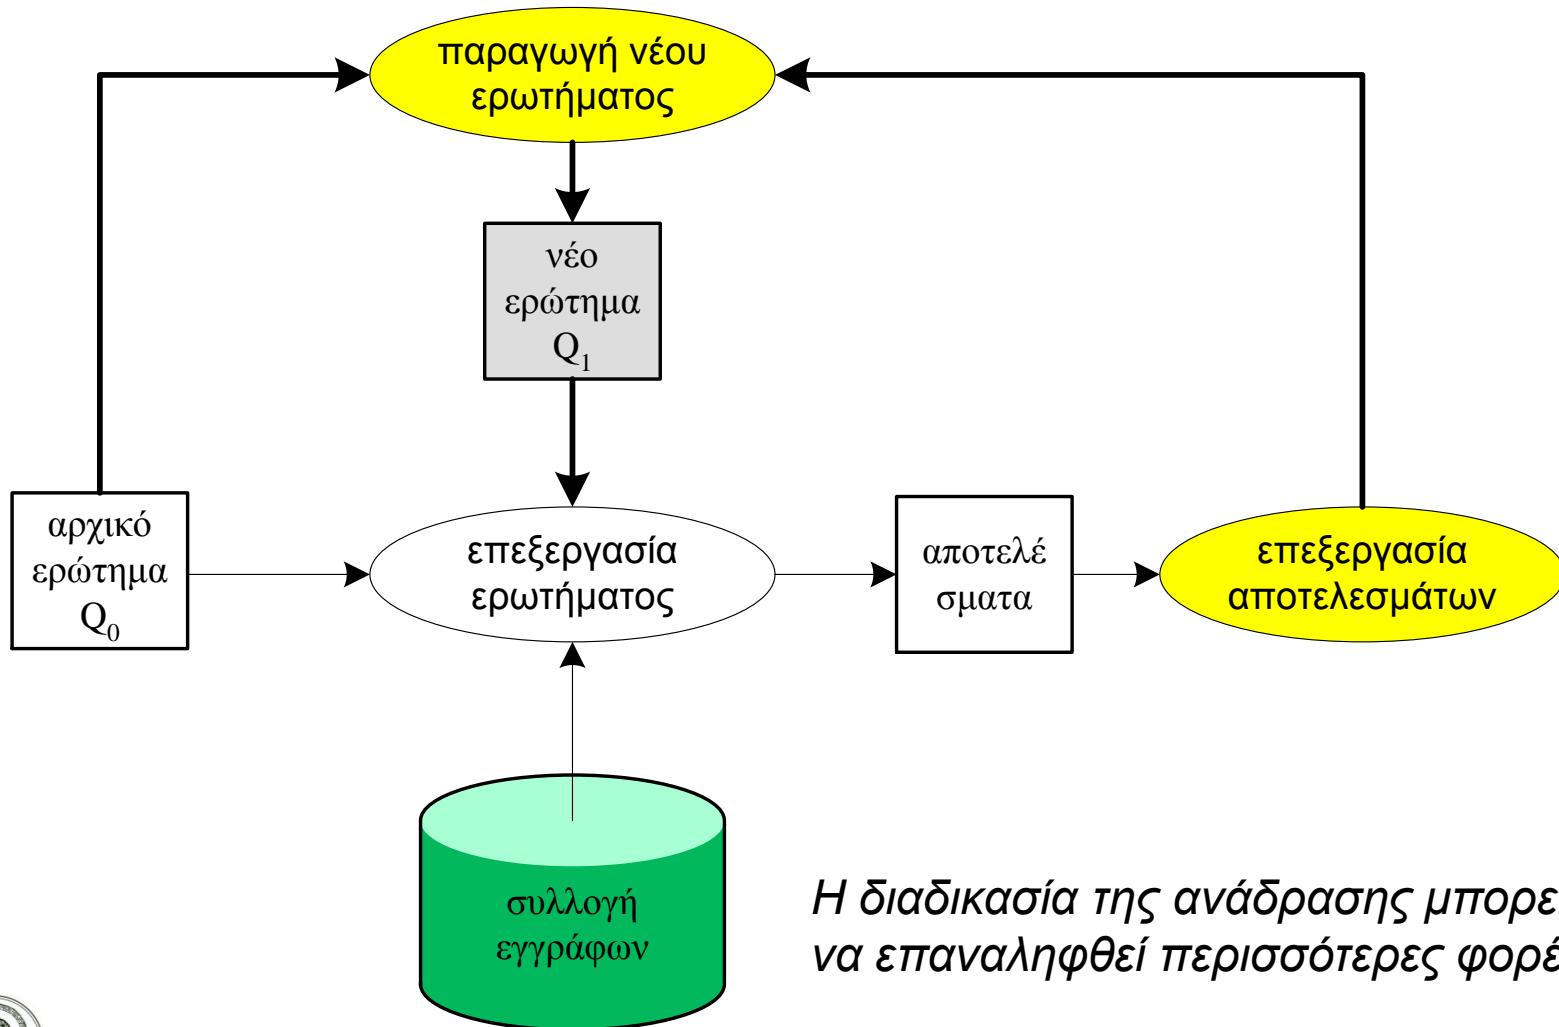 παραγωγή νέου
ερωτήματος
νέο
ερώτημα
Q₁
αρχικό
ερώτημα
Q₀
επεξεργασία
ερωτήματος
αποτελέ
σματα
επεξεργασία
αποτελεσμάτων
συλλογή
εγγράφων
Η διαδικασία της ανάδρασης μπορε
να επαναληφθεί περισσότερες φορέ